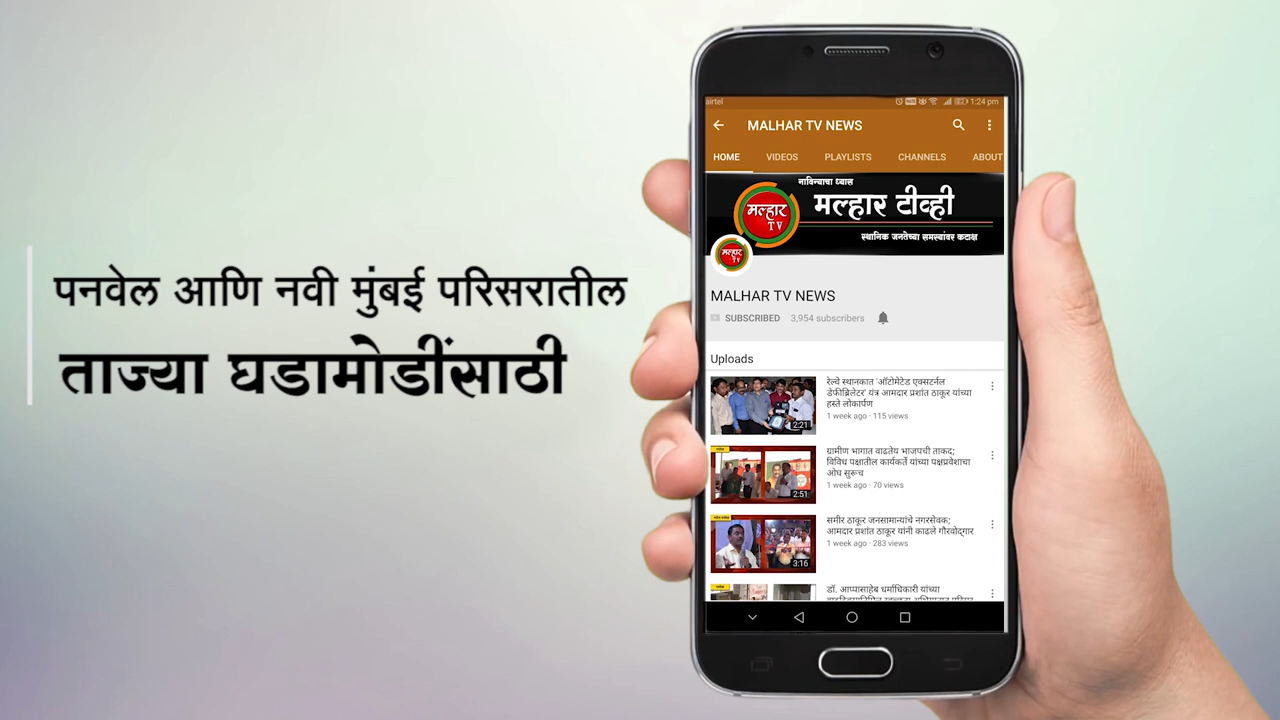 पनवेल आणि नवी मुंबई परिसरातील
ताज्या घडामोडींसाठी
airtel
1:24 pm
MALHAR TV NEWS
HOME VIDEOS PLAYLISTS CHANNELS ABOUT
नाविन्याचा ध्यास
मल्हार टीव्ही
मल्हार
TV
स्थानिक जनतेच्या समस्यांवर कटाक्ष
मल्हार
TV
MALHAR TV NEWS
SUBSCRIBED 3,954 subscribers
Uploads
रेल्वे स्थानकात 'ऑटोमेटेड एक्सटर्नल
डेफीब्रिलेटर' यंत्र आमदार प्रशांत ठाकूर यांच्या
हस्ते लोकार्पण
1 week ago · 115 views
2:21
ग्रामीण भागात वाढतेय भाजपची ताकद;
विविध पक्षातील कार्यकर्ते यांच्या पक्षप्रवेशाचा
ओघ सुरूच
1 week ago · 70 views
2:51
समीर ठाकूर जनसामान्यांचे नगरसेवक;
आमदार प्रशांत ठाकूर यांनी काढले गौरवोद्गार
1 week ago · 283 views
3:16
डॉ. आप्पासाहेब धर्माधिकारी यांच्या